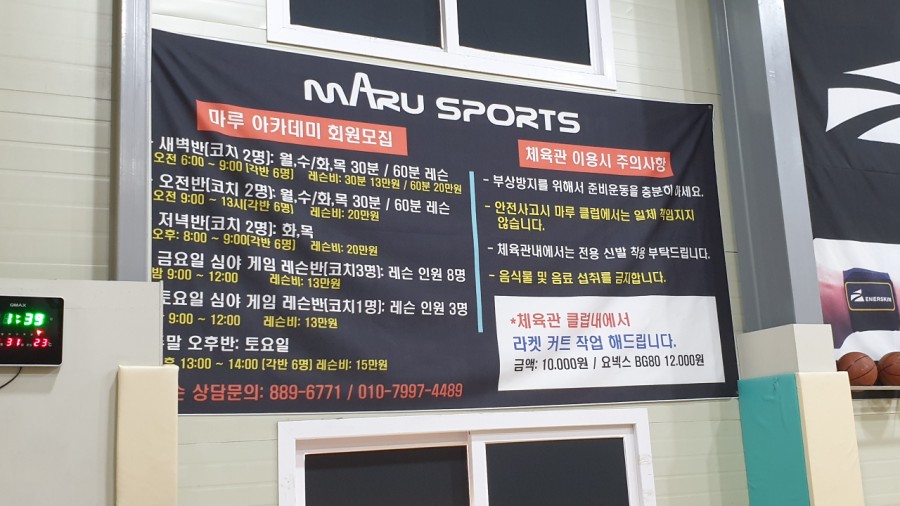 MARU SPORTS
마루 아카데미 회원모집
새벽반(코치 2명): 월,수/화,목 30분 / 60분 레슨
오전 6:00 ~ 9:00 (각반 6명) 레슨비: 30분 13만원 / 60분 20만원
오전반(코치 2명): 월,수/화,목 30분 / 60분 레슨
오전 9:00 ~ 13시(각반 6명) 레슨비: 20만원
저녁반(코치 2명): 화,목
오후: 8:00 ~ 9:00(각반 6명) 레슨비: 20만원
금요일 심야 게임 레슨반(코치3명): 레슨 인원 8명
밤 9:00 ~ 12:00 레슨비: 13만원
토요일 심야 게임 레슨반(코치1명): 레슨 인원 3명
9:00 ~ 12:00 레슨비: 13만원
오후반: 토요일
13:00 ~ 14:00 (각반 6명) 레슨비: 15만원
상담문의: 889-6771 / 010-7997-4489
체육관 이용시 주의사항
- 부상방지를 위해서 준비운동을 충분히 하세요.
- 안전사고시 마루 클럽에서는 일체 책임지지
않습니다.
- 체육관내에서는 전용 신발 착용 부탁드립니다.
- 음식물 및 음료 섭취를 금지합니다.
*체육관 클럽내에서
라켓 커트 작업 해드립니다.
금액: 10.000원 / 요넥스 BG80 12.000원
1:39
31 23℃
ENERSKIN